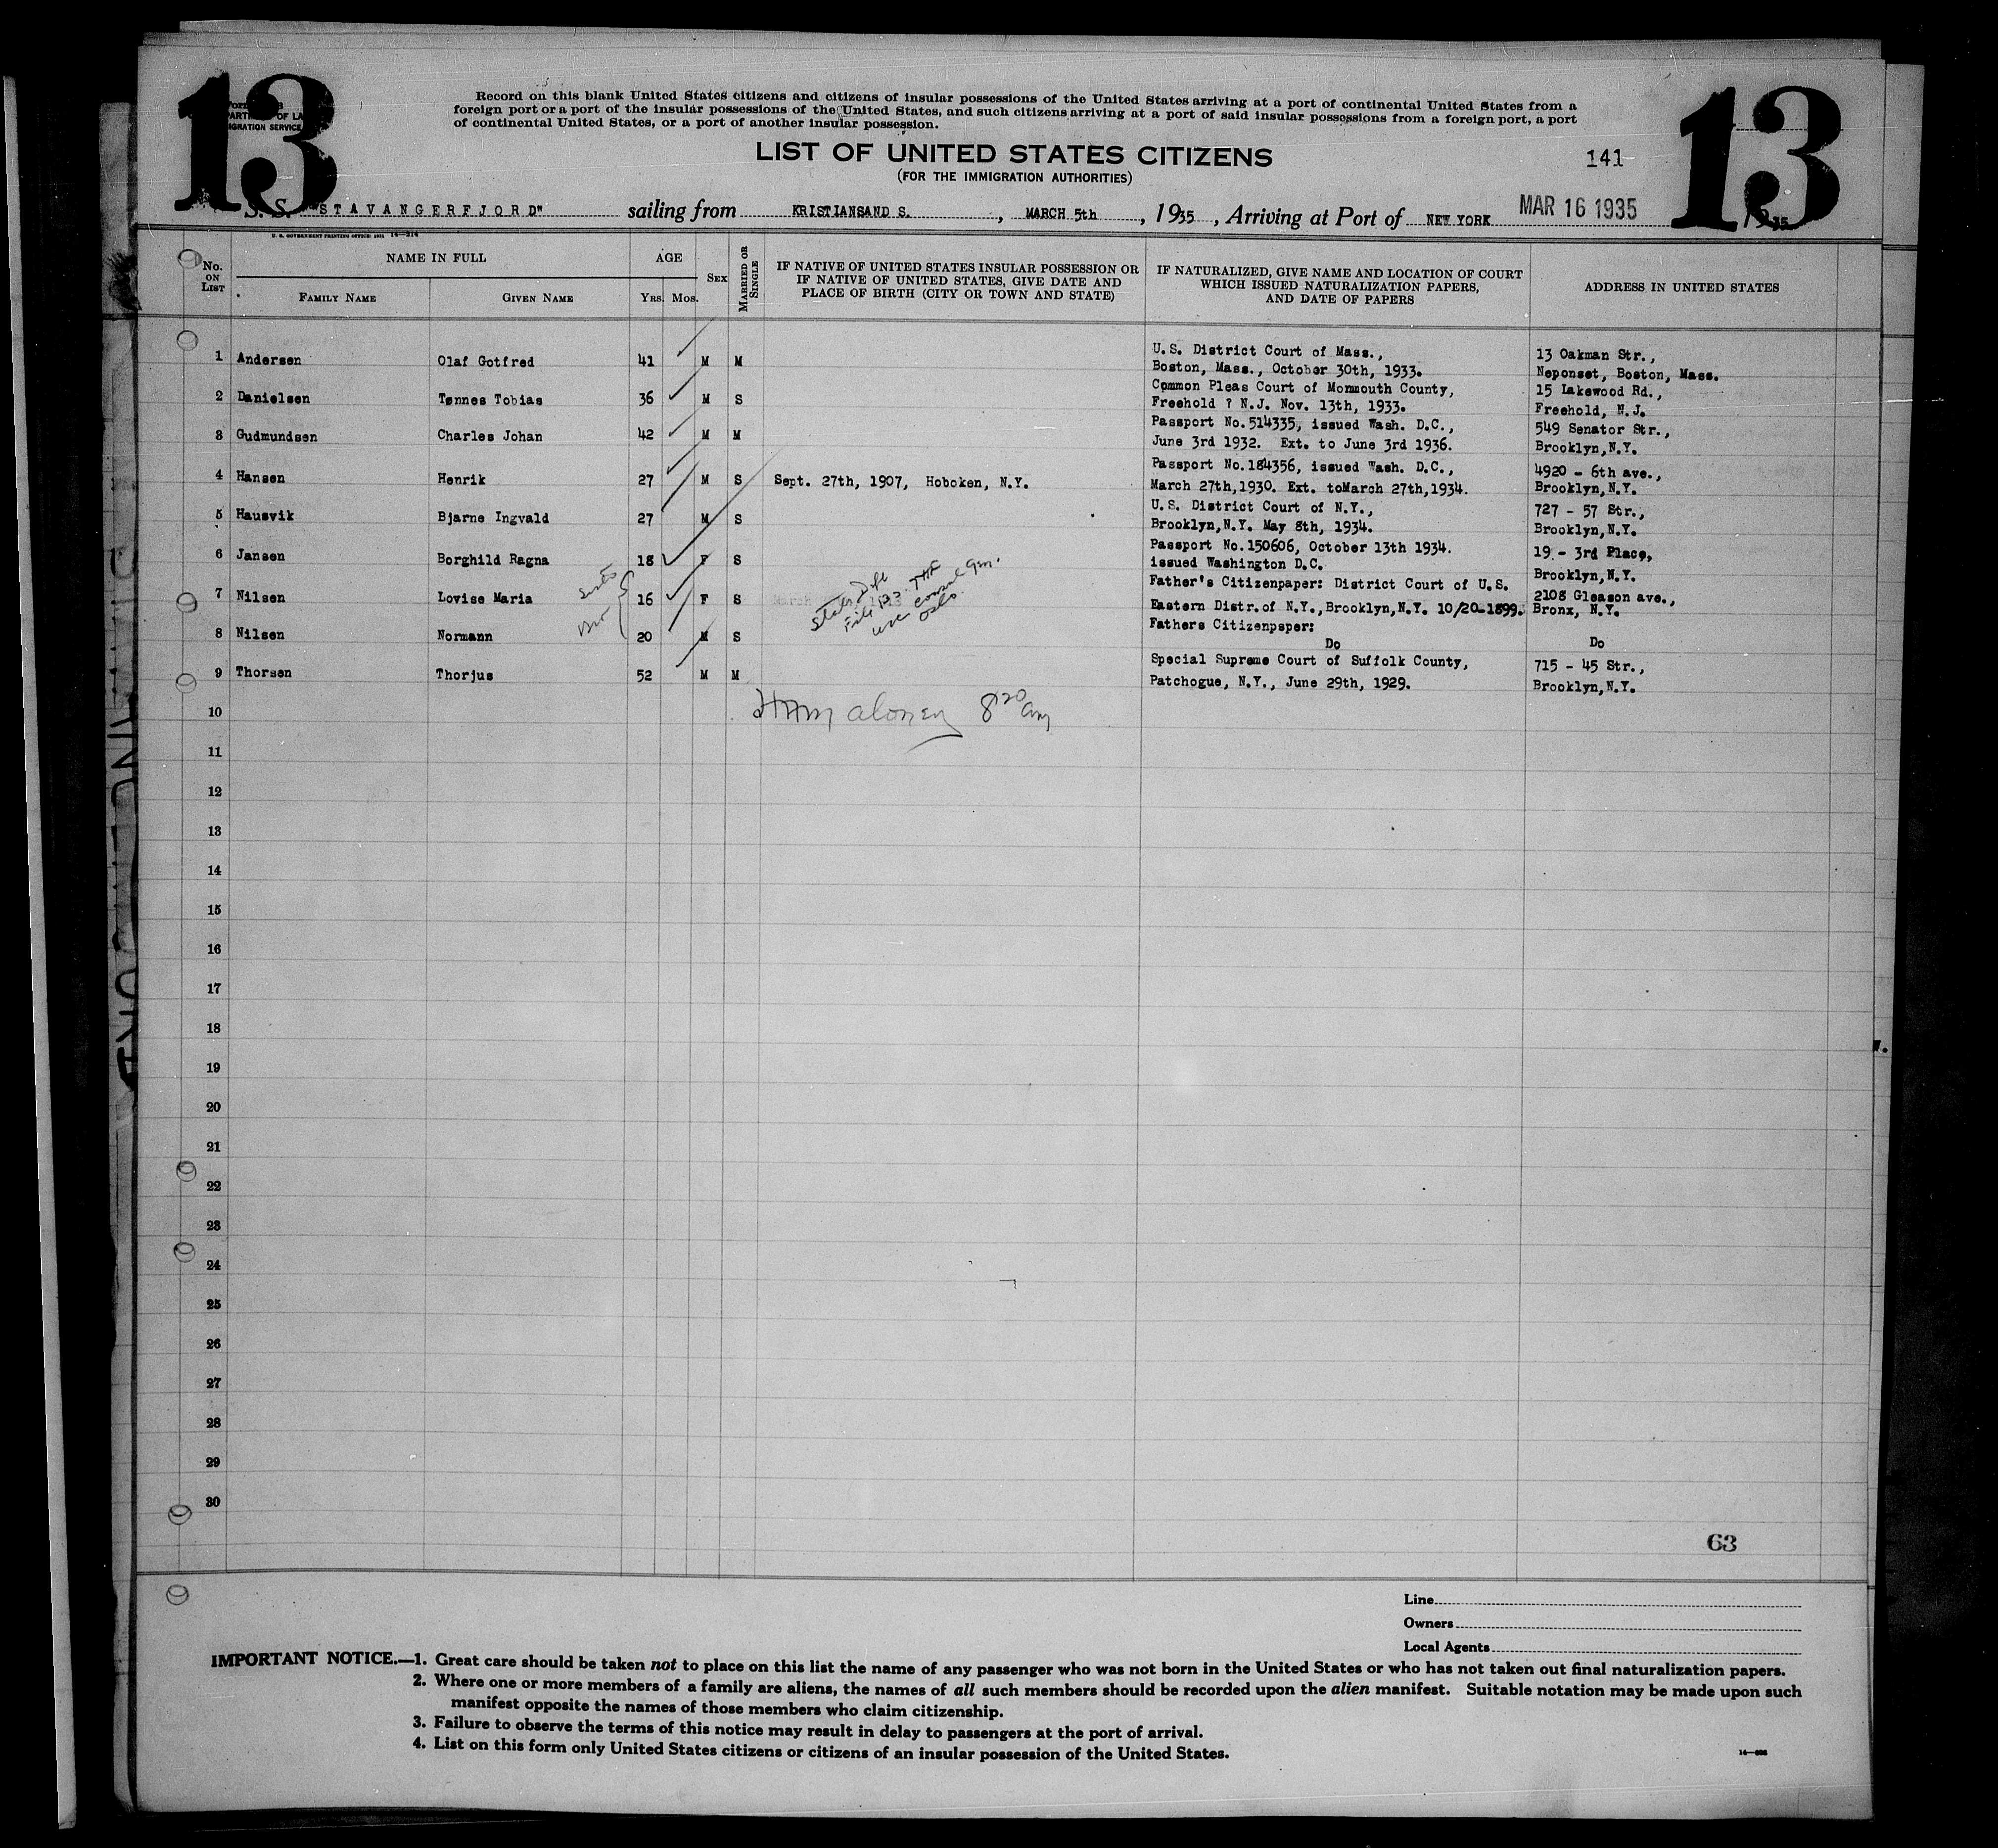 13
13
Record on this blank United States citizens and citizens of insular possessions of the United States arriving at a port of continental United States from a
foreign port or a port of the insular possessions of the United States, and such citizens arriving at a port of said insular possessions from a foreign port, a port
of continental United States, or a port of another insular possession.
LIST OF UNITED STATES CITIZENS
(FOR THE IMMIGRATION AUTHORITIES)
141
S. S. "STAVANGERFJORD" sailing from KRISTIANSAND S. , MARCH 5th , 1935 , Arriving at Port of NEW YORK MAR 16 1935 1935
U. S. GOVERNMENT PRINTING OFFICE: 1931 14—214
No. ON LIST
NAME IN FULL
FAMILY NAME GIVEN NAME
AGE
YRS. MOS.
SEX
MARRIED OR SINGLE
IF NATIVE OF UNITED STATES INSULAR POSSESSION OR
IF NATIVE OF UNITED STATES, GIVE DATE AND
PLACE OF BIRTH (CITY OR TOWN AND STATE)
IF NATURALIZED, GIVE NAME AND LOCATION OF COURT
WHICH ISSUED NATURALIZATION PAPERS,
AND DATE OF PAPERS
ADDRESS IN UNITED STATES
1 Andersen Olaf Gotfred 41 M M
U.S. District Court of Mass.,
Boston, Mass., October 30th, 1933.
13 Oakman Str.,
Neponset, Boston, Mass.
2 Danielsen Tønnes Tobias 36 M S
Common Pleas Court of Monmouth County,
Freehold ? N.J. Nov. 13th, 1933.
15 Lakewood Rd.,
Freehold, N.J.
3 Gudmundsen Charles Johan 42 M M
Passport No. 514335, issued Wash. D.C.,
June 3rd 1932. Ext. to June 3rd 1936.
549 Senator Str.,
Brooklyn,N.Y.
4 Hansen Henrik 27 M S Sept. 27th, 1907, Hoboken, N.Y.
Passport No.184356, issued Wash. D.C.,
March 27th,1930. Ext. toMarch 27th,1934.
4920 - 6th ave.,
Brooklyn,N.Y.
5 Hausvik Bjarne Ingvald 27 M S
U.S. District Court of N.Y.,
Brooklyn,N.Y. May 8th, 1934.
727 - 57 Str.,
Brooklyn,N.Y.
6 Jansen Borghild Ragna 18 F S
Passport No.150606, October 13th 1934.
issued Washington D.C.
19 - 3rd Place,
Brooklyn,N.Y.
7 Nilsen Lovise Maria 16 F S
State Dept
File 133
consul Gen.
Oslo.
Father's Citizenpaper: District Court of U.S.
Eastern Distr.of N.Y.,Brooklyn,N.Y. 10/20-1899.
2108 Gleason ave.,
Bronx, N.Y.
8 Nilsen Normann 20 M S
Fathers Citizenpaper:
Do
Do
9 Thorsen Thorjus 52 M M
Special Supreme Court of Suffolk County,
Patchogue, N.Y., June 29th, 1929.
715 - 45 Str.,
Brooklyn,N.Y.
10
Maloney 8 20 am
11
12
13
14
15
16
17
18
19
20
21
22
23
24
25
26
27
28
29
30
63
Line
Owners
Local Agents
IMPORTANT NOTICE.—1. Great care should be taken not to place on this list the name of any passenger who was not born in the United States or who has not taken out final naturalization papers.
2. Where one or more members of a family are aliens, the names of all such members should be recorded upon the alien manifest. Suitable notation may be made upon such
manifest opposite the names of those members who claim citizenship.
3. Failure to observe the terms of this notice may result in delay to passengers at the port of arrival.
4. List on this form only United States citizens or citizens of an insular possession of the United States.